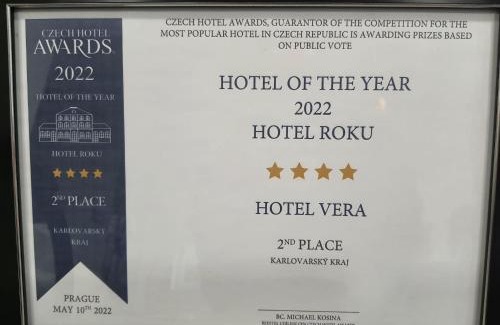 CZECH HOTEL
AWARDS
2022
HOTEL OF THE YEAR
HOTEL ROKU
2ND PLACE
KARLOVARSKÝ
KRAJ
PRAGUE
MAY 10TH 2022
CZECH HOTEL AWARDS, GUARANTOR OF THE COMPETITION FOR THE
MOST POPULAR HOTEL IN CZECH REPUBLIC IS AWARDING PRIZES BASED
ON PUBLIC VOTE
HOTEL OF THE YEAR
2022
HOTEL ROKU
HOTEL VERA
2ND PLACE
KARLOVARSKÝ KRAJ
BC. MICHAEL KOSINA